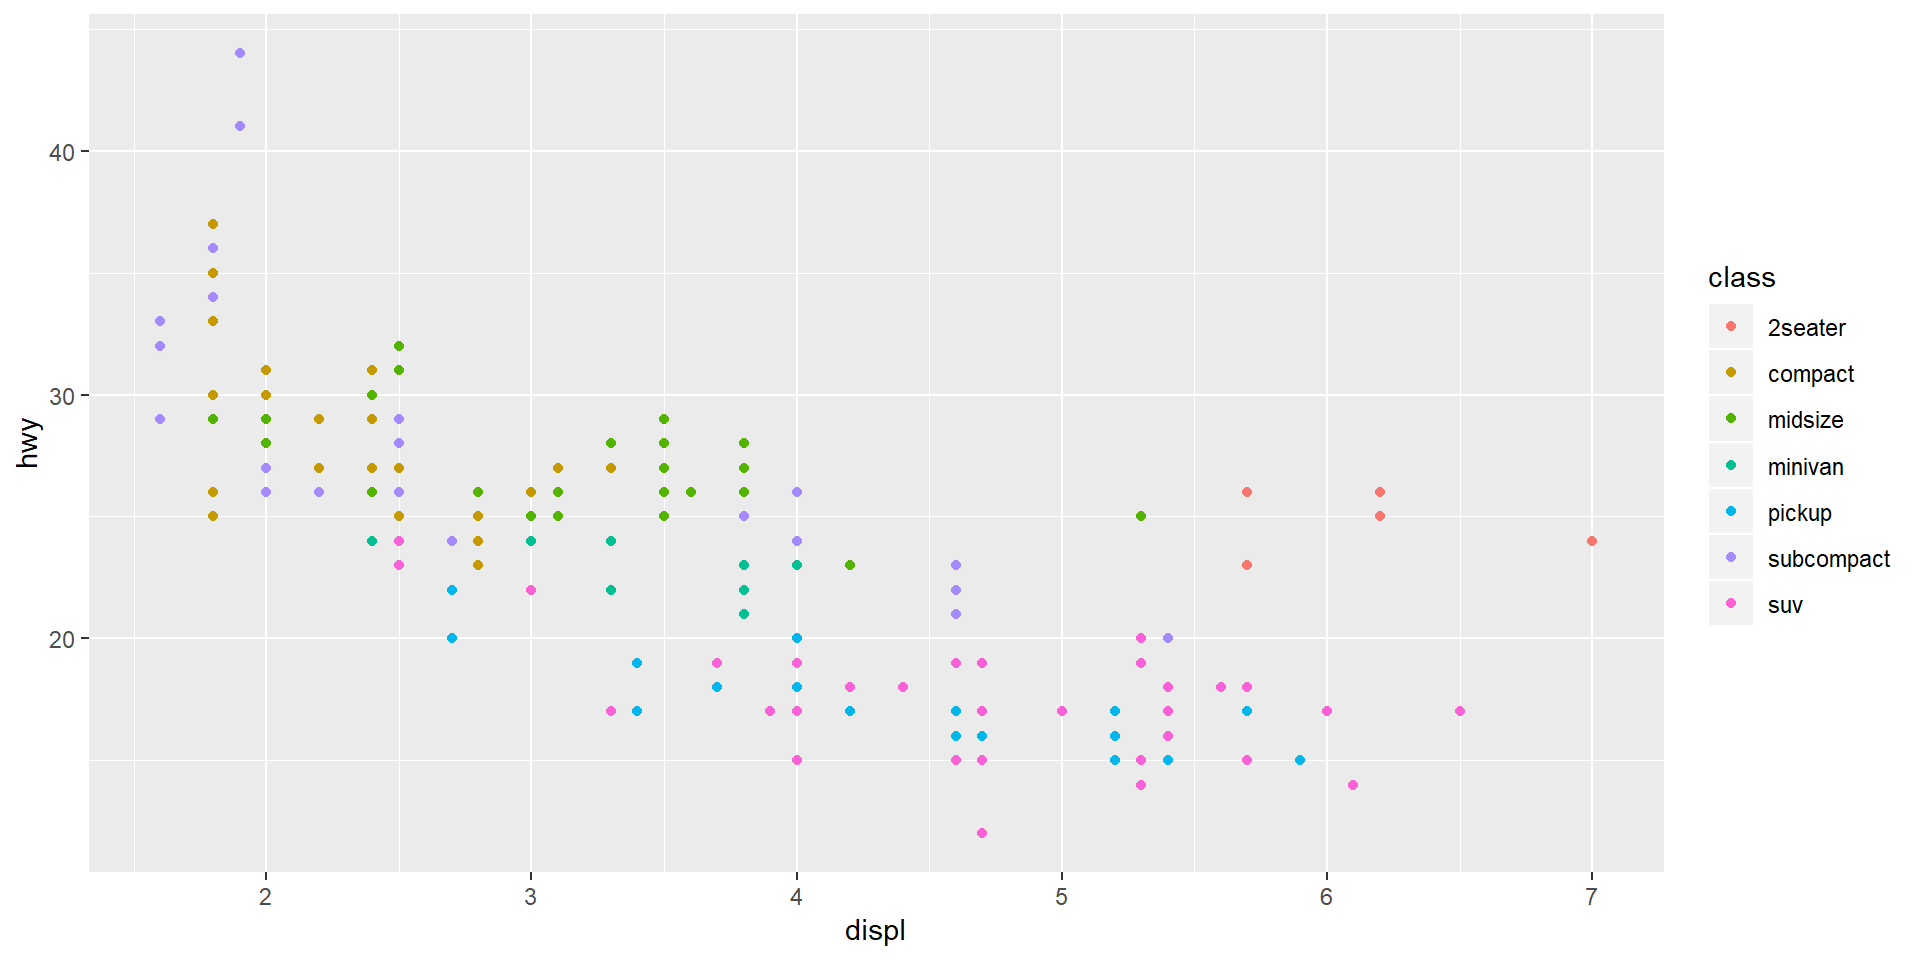 40
30
20
hwy
2 3 4 5 6 7
displ
class
2seater
compact
midsize
minivan
pickup
subcompact
suv